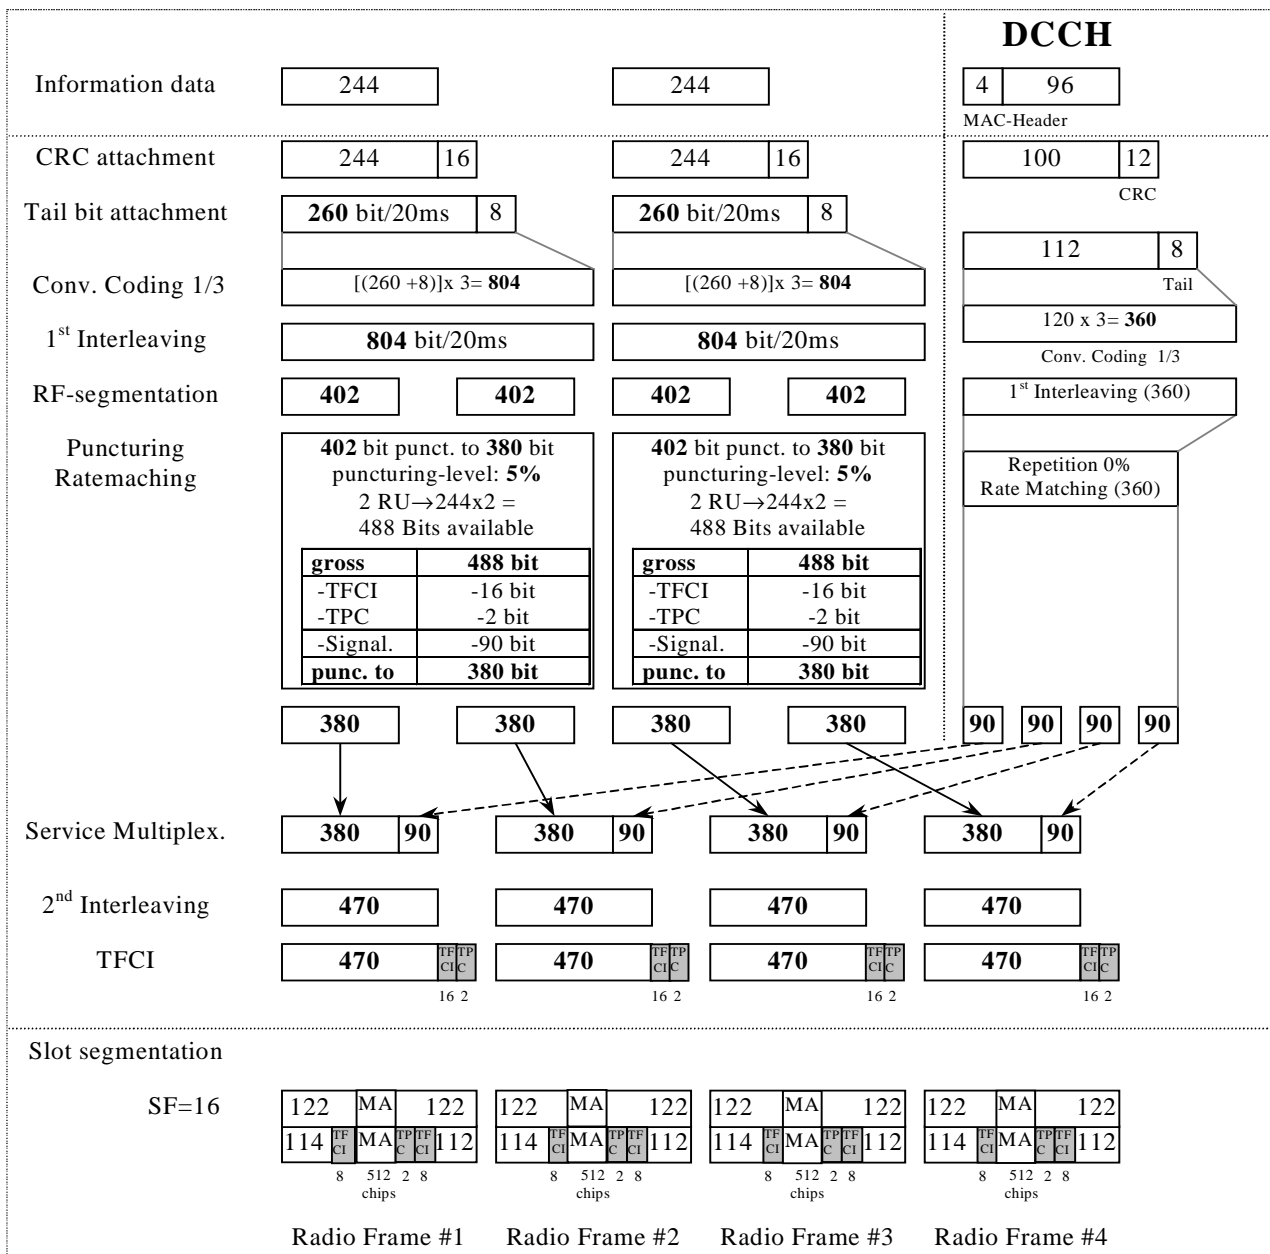 DCCH
Information data 244 244 4 96
MAC-Header
CRC attachment 244 16 244 16 100 12
CRC
Tail bit attachment 260 bit/20ms 8 260 bit/20ms 8
112 8
Tail
Conv. Coding 1/3 [(260 +8)]x 3= 804 [(260 +8)]x 3= 804
120 x 3= 360
Conv. Coding 1/3
1st Interleaving 804 bit/20ms 804 bit/20ms
RF-segmentation 402 402 402 402 1st Interleaving (360)
Puncturing
Ratemaching
402 bit punct. to 380 bit
puncturing-level: 5%
2 RU→244x2 =
488 Bits available
gross 488 bit
-TFCI -16 bit
-TPC -2 bit
-Signal. -90 bit
punc. to 380 bit
402 bit punct. to 380 bit
puncturing-level: 5%
2 RU→244x2 =
488 Bits available
gross 488 bit
-TFCI -16 bit
-TPC -2 bit
-Signal. -90 bit
punc. to 380 bit
Repetition 0%
Rate Matching (360)
380 380 380 380 90 90 90 90
Service Multiplex. 380 90 380 90 380 90 380 90
2nd Interleaving 470 470 470 470
TFCI 470 TFCI TPC 470 TFCI TPC 470 TFCI TPC 470 TFCI TPC
16 2 16 2 16 2 16 2
Slot segmentation
SF=16 122 MA 122 122 MA 122 122 MA 122 122 MA 122
114 TFCI MA TPC TFCI 112 114 TFCI MA TPC TFCI 112 114 TFCI MA TPC TFCI 112 114 TFCI MA TPC TFCI 112
8 512 2 8 8 512 2 8 8 512 2 8 8 512 2 8
chips chips chips chips
Radio Frame #1 Radio Frame #2 Radio Frame #3 Radio Frame #4